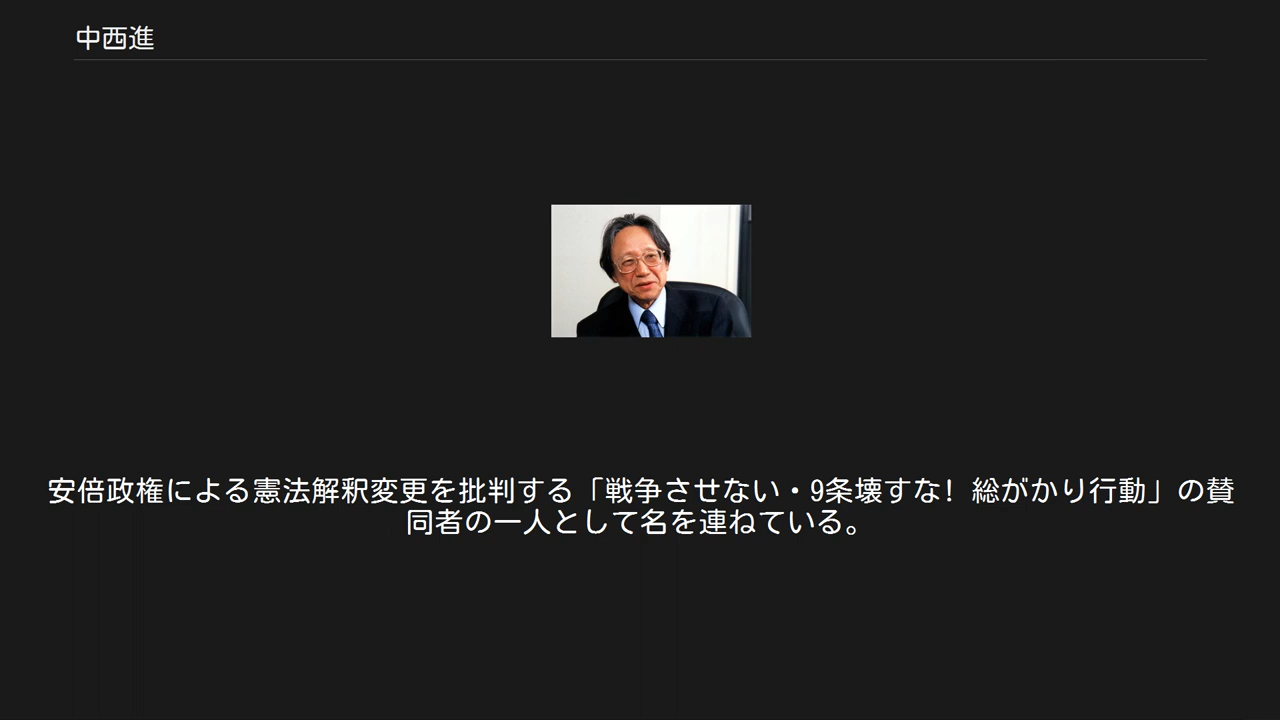 中西進
安倍政権による憲法解釈変更を批判する「戦争させない・9条壊すな! 総がかり行動」の賛
同者の一人として名を連ねている。